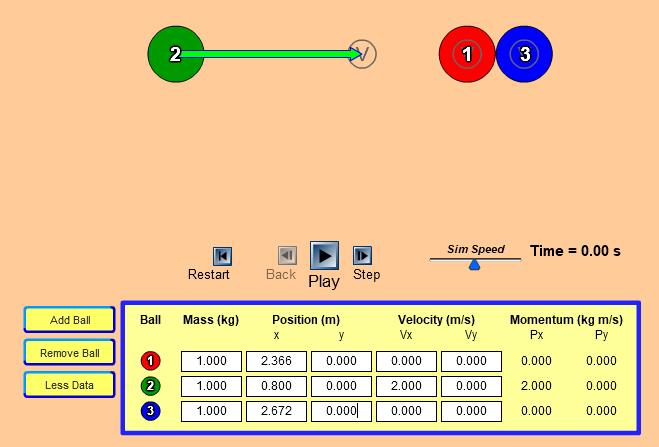 2 V 1 3
Sim Speed Time = 0.00 s
Restart Back Play Step
Add Ball
Remove Ball
Less Data
Ball Mass (kg) Position (m) Velocity (m/s) Momentum (kg m/s)
x y Vx Vy Px Py
1 1.000 2.366 0.000 0.000 0.000 0.000 0.000
2 1.000 0.800 0.000 2.000 0.000 2.000 0.000
3 1.000 2.672 0.000 0.000 0.000 0.000 0.000